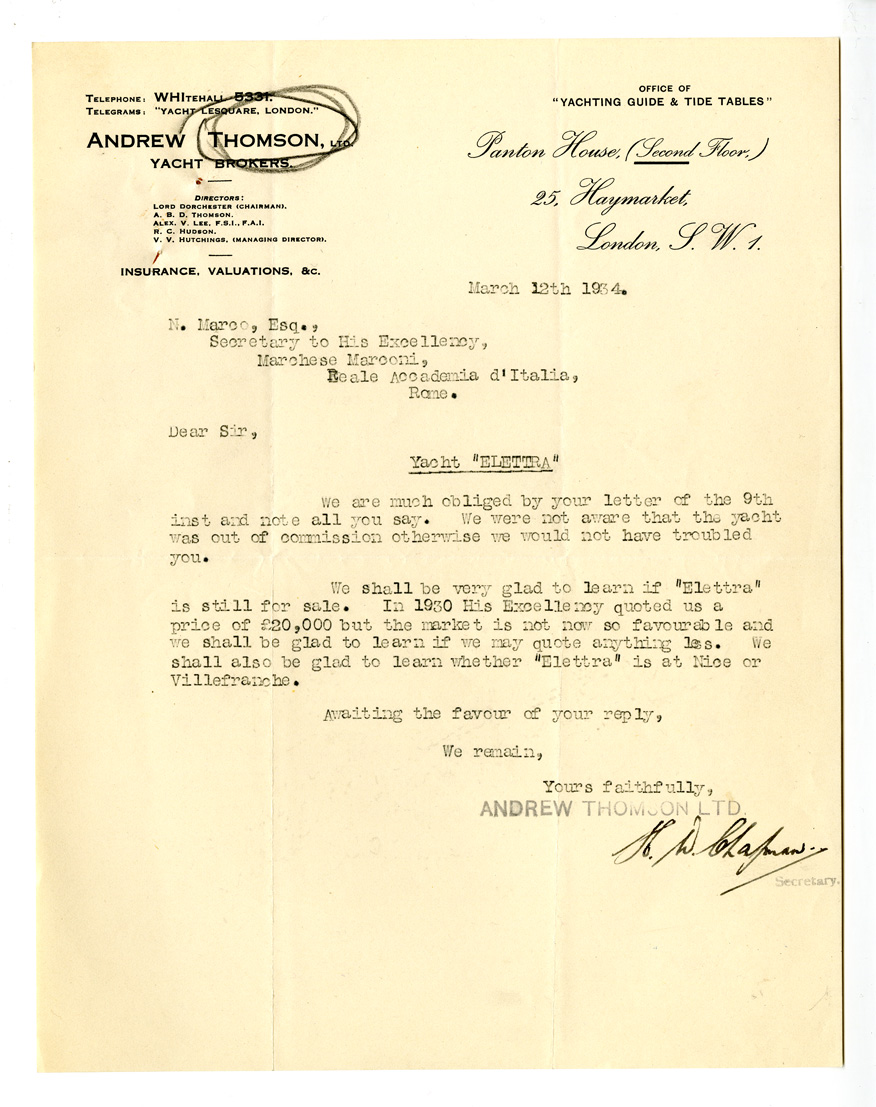 TELEPHONE: WHITEHALL 5331.
TELEGRAMS: "YACHT LESQUARE, LONDON."
ANDREW THOMSON, LTD.
YACHT BROKERS.
DIRECTORS:
LORD DORCHESTER (CHAIRMAN).
A. B. D. THOMSON.
ALEX. V. LEE, F.S.I., F.A.I.
R. C. HUDSON.
V. V. HUTCHINGS, (MANAGING DIRECTOR).
INSURANCE, VALUATIONS, &c.
OFFICE OF
"YACHTING GUIDE & TIDE TABLES"
Panton House, (Second Floor,)
25, Haymarket,
London, S. W. 1.
March 12th 1934.
N. Marco, Esq.,
Secretary to His Excellency,
Marchese Marconi,
Reale Accademia d'Italia,
Rome.
Dear Sir,
Yacht "ELETTRA"
We are much obliged by your letter of the 9th
inst and note all you say. We were not aware that the yacht
was out of commission otherwise we would not have troubled
you.
We shall be very glad to learn if "Elettra"
is still for sale. In 1930 His Excellency quoted us a
price of £20,000 but the market is not now so favourable and
we shall be glad to learn if we may quote anything less. We
shall also be glad to learn whether "Elettra" is at Nice or
Villefranche.
Awaiting the favour of your reply,
We remain,
Yours faithfully,
ANDREW THOMSON LTD.
H. W. Chapman
Secretary.